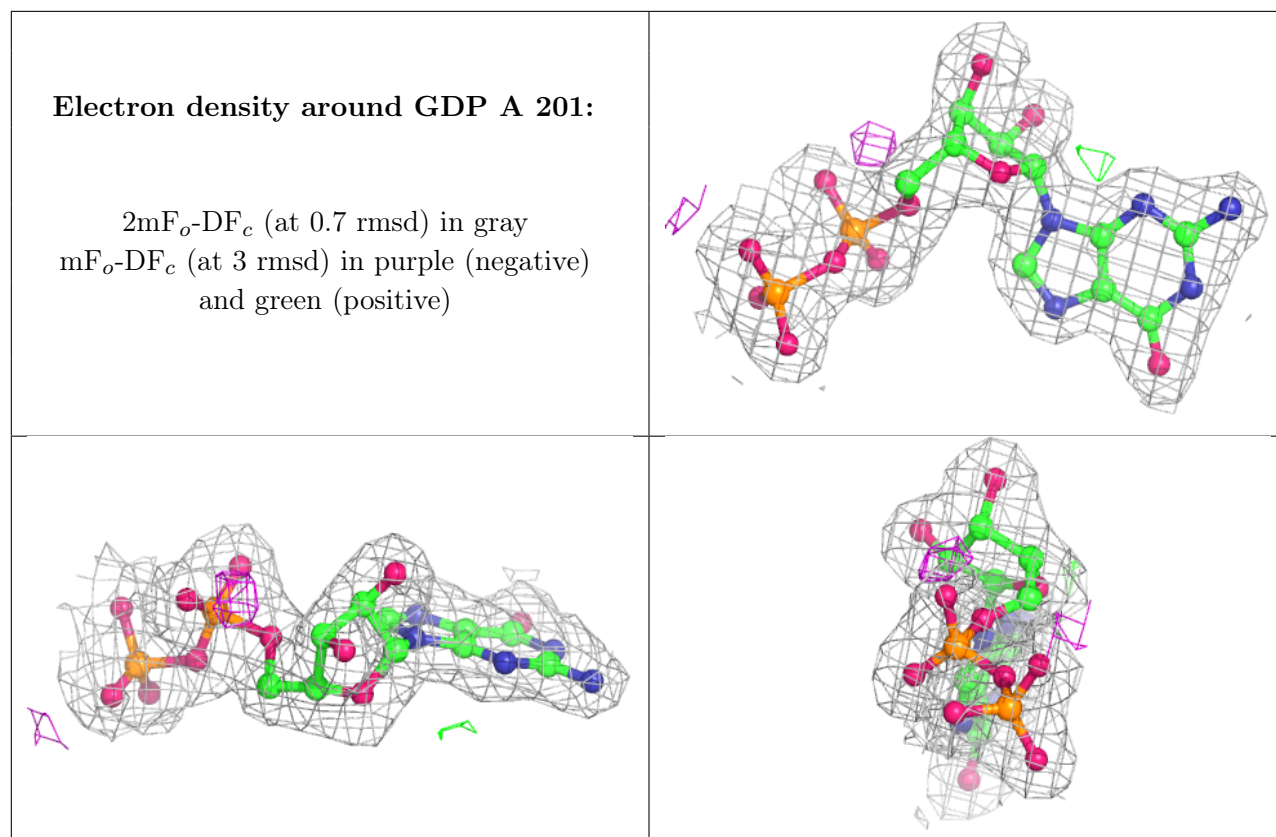 Electron density around GDP A 201:
2mFo-DFc (at 0.7 rmsd) in gray
mFo-DFc (at 3 rmsd) in purple (negative)
and green (positive)